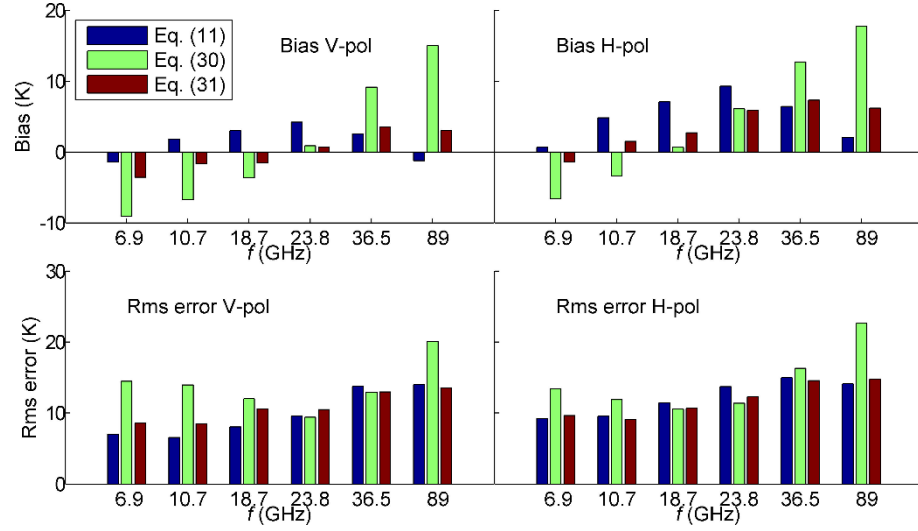 20
Eq. (11)
Eq. (30)
Eq. (31)
Bias V-pol
Bias H-pol
10
Bias (K)
0
-10
6.9 10.7 18.7 23.8 36.5 89
6.9 10.7 18.7 23.8 36.5 89
f (GHz)
f (GHz)
30
Rms error V-pol
Rms error H-pol
20
Rms error (K)
10
0
6.9 10.7 18.7 23.8 36.5 89
6.9 10.7 18.7 23.8 36.5 89
f (GHz)
f (GHz)